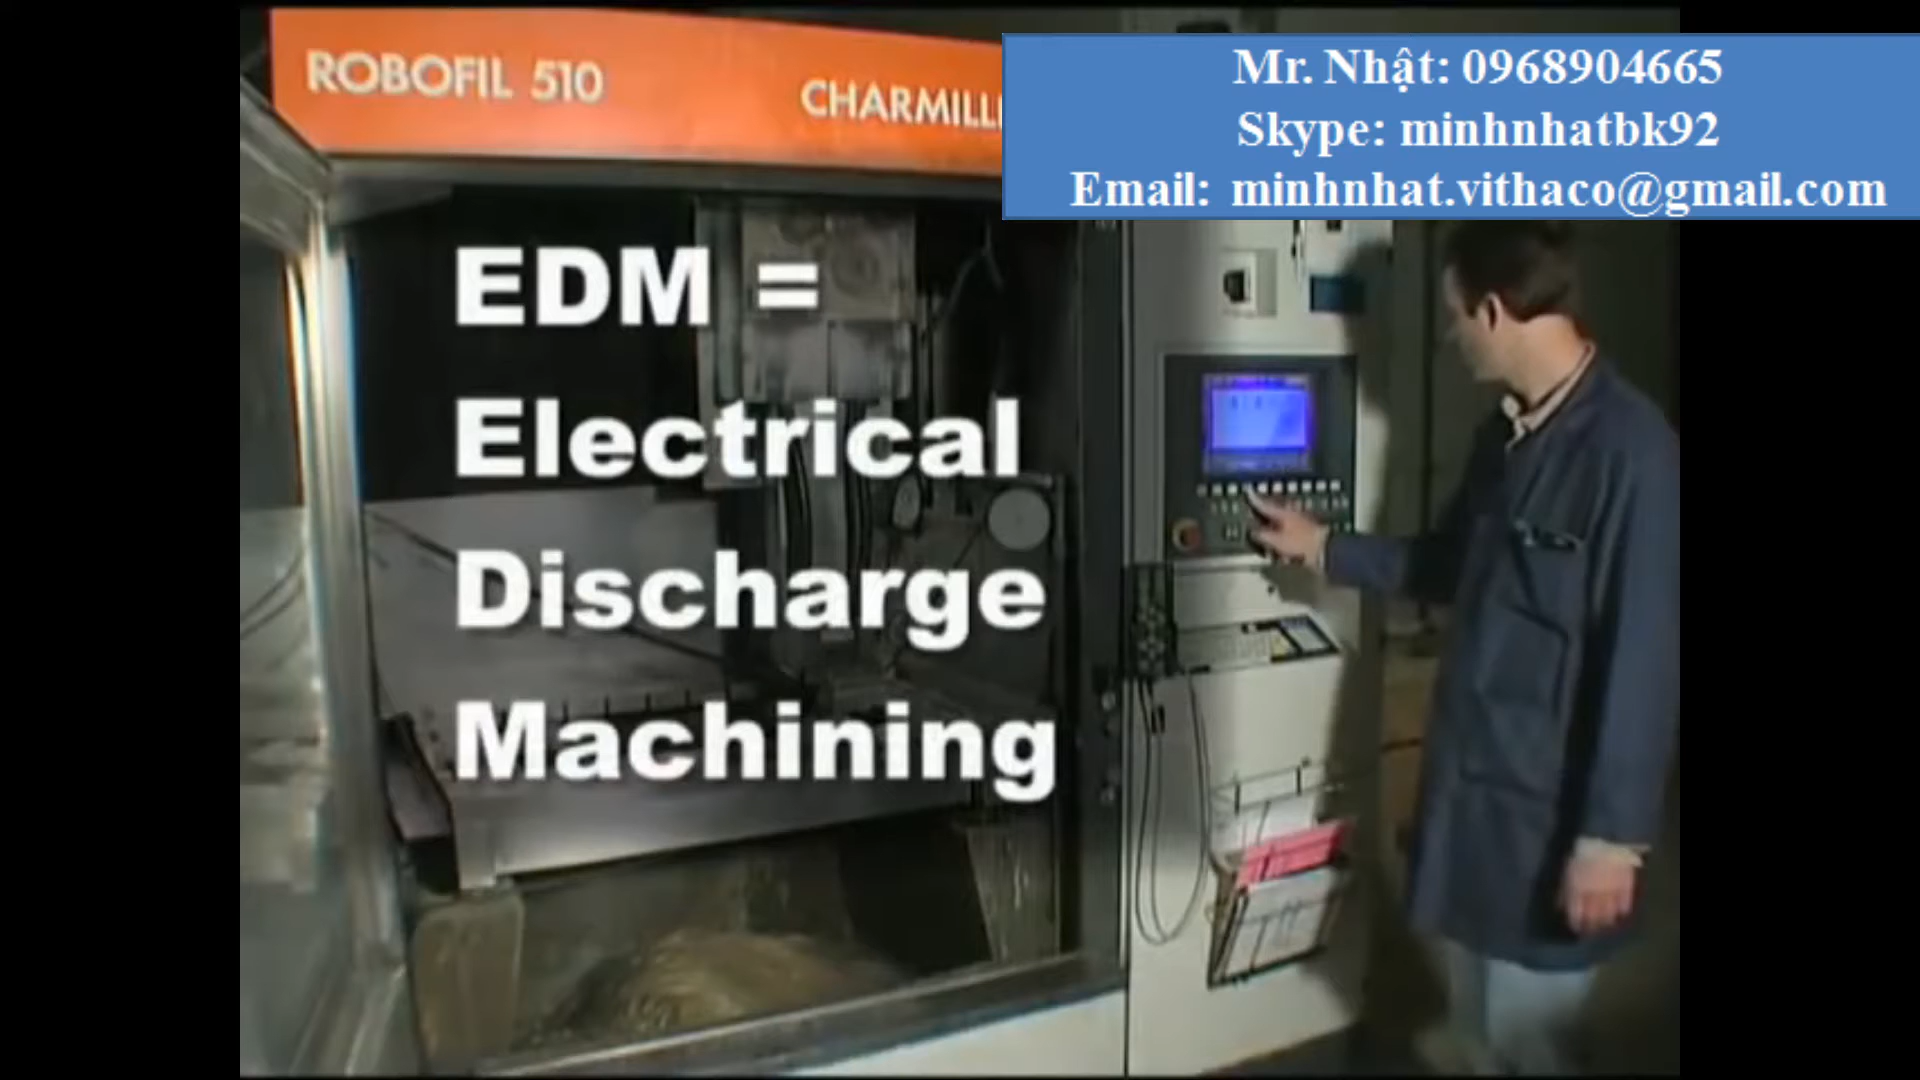 ROBOFIL 510
CHARMILL
Mr. Nhật: 0968904665
Skype: minhnhatbk92
Email: minhnhat.vithaco@gmail.com
EDM =
Electrical
Discharge
Machining